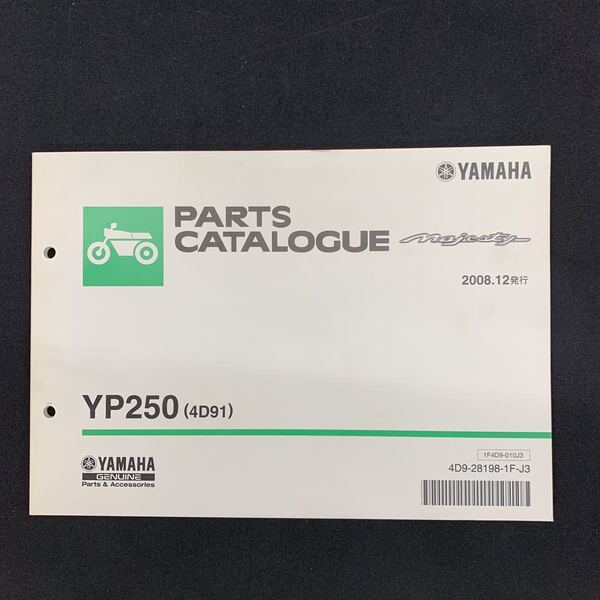 YAMAHA
PARTS
CATALOGUE
Majesty
2008.12発行
YP250 (4D91)
YAMAHA
GENUINE
Parts & Accessories
1F4D9-010J3
4D9-28198-1F-J3